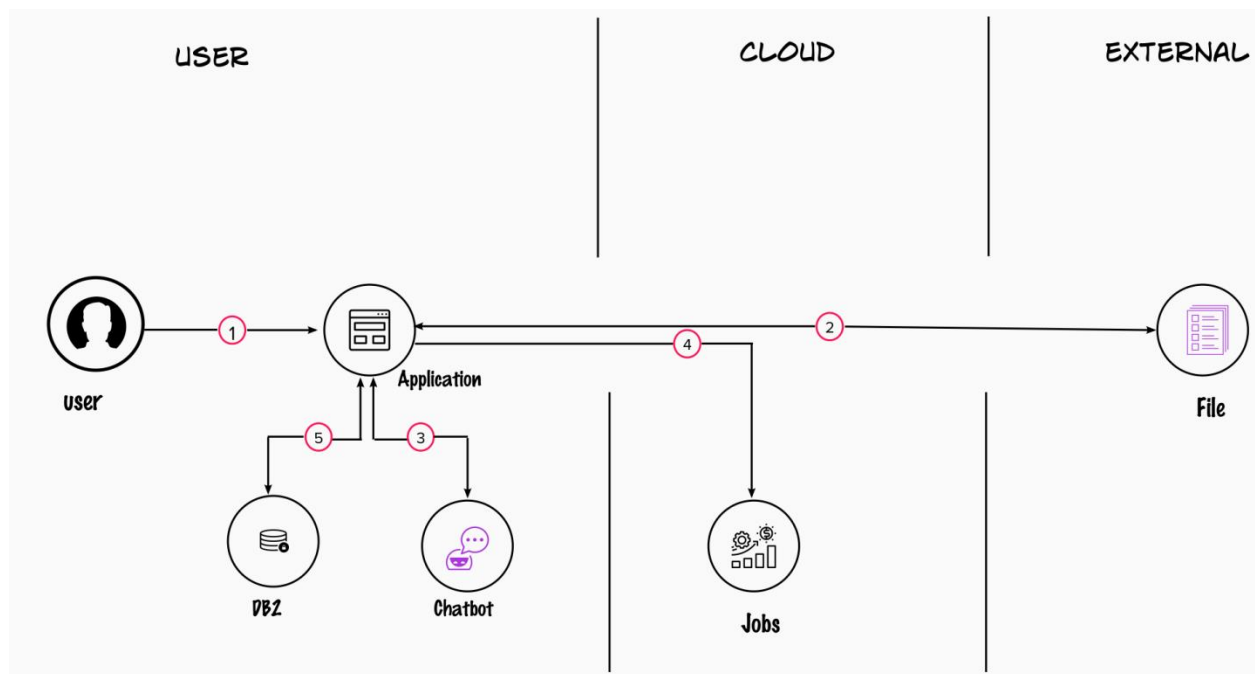 USER
CLOUD
EXTERNAL
1
2
4
Application
user
File
5
3
DB2
Chatbot
Jobs